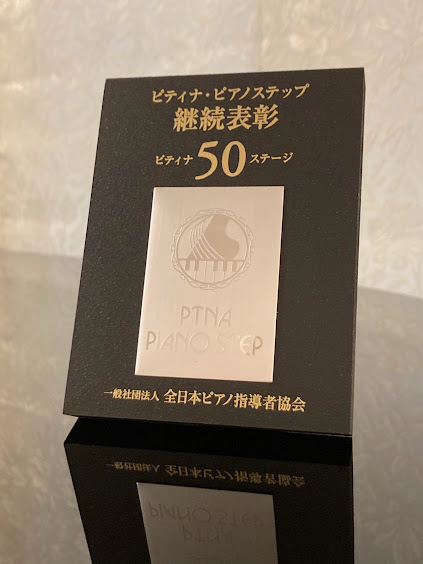 ピティナ・ピアノステップ
継続表彰
ピティナ 50 ステージ
PTNA
PIANO STEP
一般社団法人 全日本ピアノ指導者協会